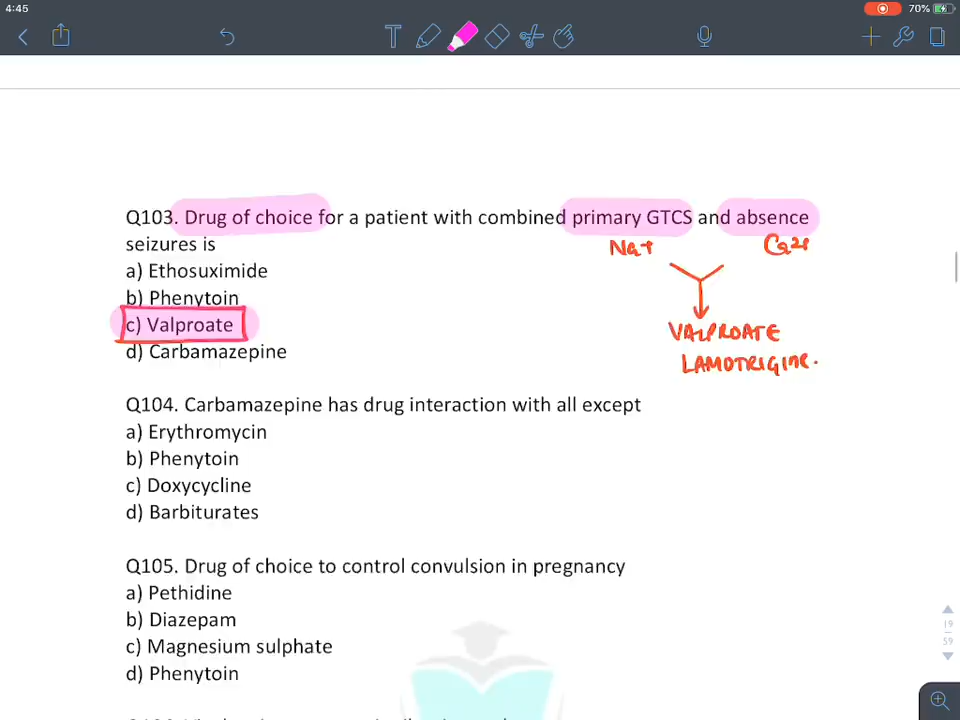 4:45
70%
T
Q103. Drug of choice for a patient with combined primary GTCS and absence
seizures is
Na+
Ca2+
a) Ethosuximide
b) Phenytoin
c) Valproate
VALPROATE
d) Carbamazepine
LAMOTRIGINE.
Q104. Carbamazepine has drug interaction with all except
a) Erythromycin
b) Phenytoin
c) Doxycycline
d) Barbiturates
Q105. Drug of choice to control convulsion in pregnancy
a) Pethidine
b) Diazepam
c) Magnesium sulphate
d) Phenytoin
19
59